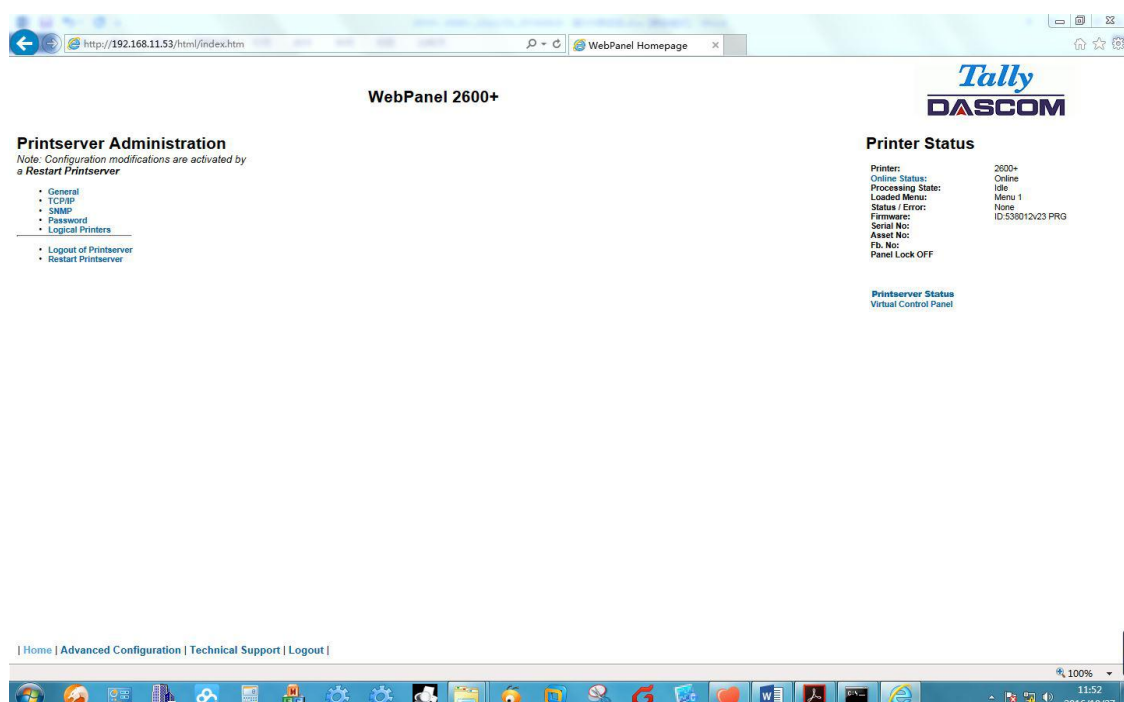 http://192.168.11.53/html/index.htm
WebPanel Homepage
WebPanel 2600+
Tally
DASCOM
Printserver Administration
Note: Configuration modifications are activated by
a Restart Printserver
• General
• TCP/IP
• SNMP
• Password
• Logical Printers
• Logout of Printserver
• Restart Printserver
Printer Status
Printer: 2600+
Online Status: Online
Processing State: Idle
Loaded Menu: Menu 1
Status / Error: None
Firmware: ID:538012v23 PRG
Serial No:
Asset No:
Fb. No:
Panel Lock OFF
Printserver Status
Virtual Control Panel
| Home | Advanced Configuration | Technical Support | Logout |
100%
11:52